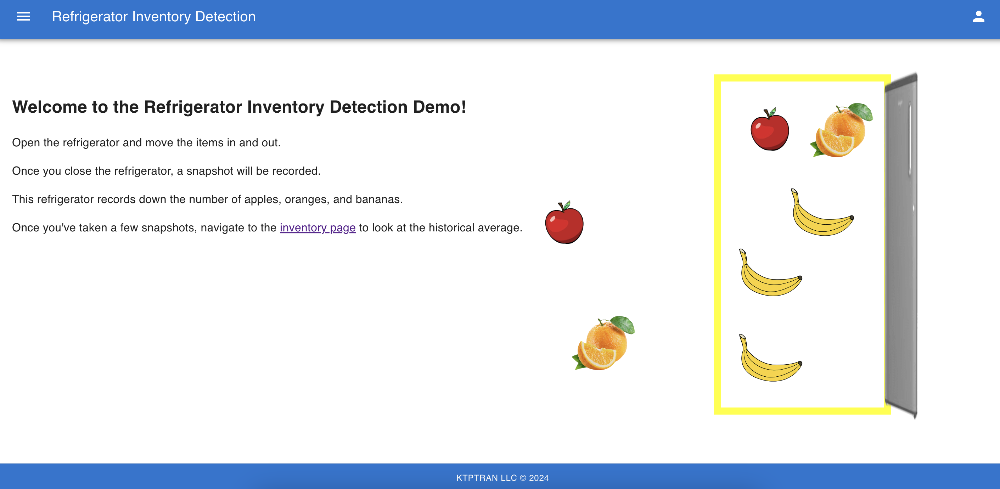 Refrigerator Inventory Detection
Welcome to the Refrigerator Inventory Detection Demo!
Open the refrigerator and move the items in and out.
Once you close the refrigerator, a snapshot will be recorded.
This refrigerator records down the number of apples, oranges, and bananas.
Once you've taken a few snapshots, navigate to the inventory page to look at the historical average.
KTPTRAN LLC © 2024